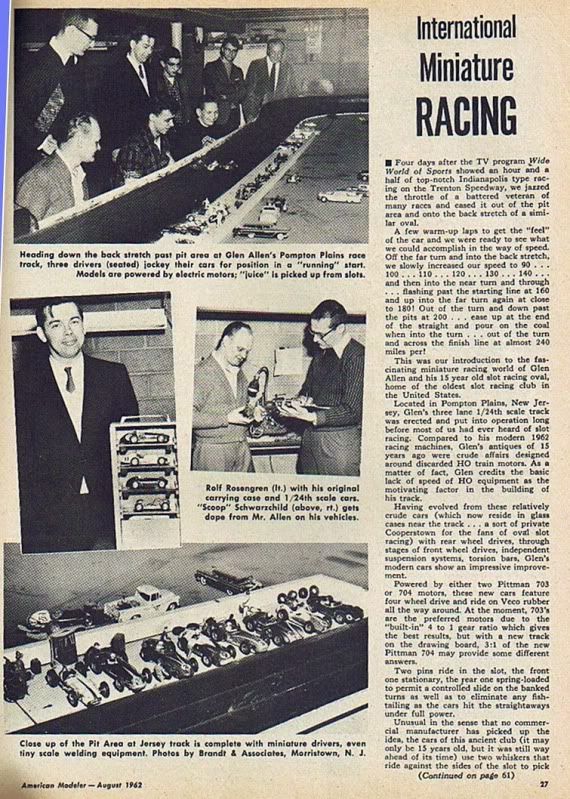 International
Miniature
RACING
Heading down the back stretch past pit area at Glen Allen's Pompton Plains race
track, three drivers (seated) jockey their cars for position in a "running" start.
Models are powered by electric motors; "juice" is picked up from slots.
Rolf Rosengren (lt.) with his original
carrying case and 1/24th scale cars.
"Scoop" Schwarzchild (above, rt.) gets
dope from Mr. Allen on his vehicles.
Close up of the Pit Area at Jersey track is complete with miniature drivers, even
tiny scale welding equipment. Photos by Brandt & Associates, Morristown, N. J.
■ Four days after the TV program Wide
World of Sports showed an hour and a
half of top-notch Indianapolis type rac-
ing on the Trenton Speedway, we jazzed
the throttle of a battered veteran of
many races and eased it out of the pit
area and onto the back stretch of a simi-
lar oval.
A few warm-up laps to get the "feel"
of the car and we were ready to see what
we could accomplish in the way of speed.
Off the far turn and into the back stretch,
we slowly increased our speed to 90 . . .
100 . . . 110 . . . 120 . . . 130 . . . 140 . . .
and then into the near turn and through
. . . flashing past the starting line at 160
and up into the far turn again at close
to 180! Out of the turn and down past
the pits at 200 . . . ease up at the end
of the straight and pour on the coal
when into the turn . . . out of the turn
and across the finish line at almost 240
miles per!
This was our introduction to the fas-
cinating miniature racing world of Glen
Allen and his 15 year old slot racing oval,
home of the oldest slot racing club in
the United States.
Located in Pompton Plains, New Jer-
sey, Glen's three lane 1/24th scale track
was erected and put into operation long
before most of us had ever heard of slot
racing. Compared to his modern 1962
racing machines, Glen's antiques of 15
years ago were crude affairs designed
around discarded HO train motors. As a
matter of fact, Glen credits the basic
lack of speed of HO equipment as the
motivating factor in the building of
his track.
Having evolved from these relatively
crude cars (which now reside in glass
cases near the track . . . a sort of private
Cooperstown for the fans of oval slot
racing) with rear wheel drives, through
stages of front wheel drives, independent
suspension systems, torsion bars, Glen's
modern cars show an impressive improve-
ment.
Powered by either two Pittman 703
or 704 motors, these new cars feature
four wheel drive and ride on Veco rubber
all the way around. At the moment, 703's
are the preferred motors due to the
"built-in" 4 to 1 gear ratio which gives
the best results, but with a new track
on the drawing board, 3:1 of the new
Pittman 704 may provide some different
answers.
Two pins ride in the slot, the front
one stationary, the rear one spring-loaded
to permit a controlled slide on the banked
turns as well as to eliminate any fish-
tailing as the cars hit the straightaways
under full power.
Unusual in the sense that no commer-
cial manufacturer has picked up the
idea, the cars of this ancient club (it may
only be 15 years old, but it was still way
ahead of its time) use two whiskers that
ride against the sides of the slot to pick
(Continued on page 61)
American Modeler — August 1962
27